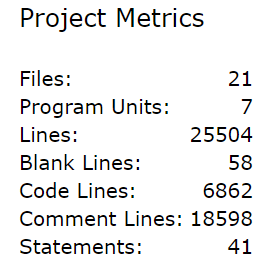 Project Metrics
Files: 21
Program Units: 7
Lines: 25504
Blank Lines: 58
Code Lines: 6862
Comment Lines: 18598
Statements: 41